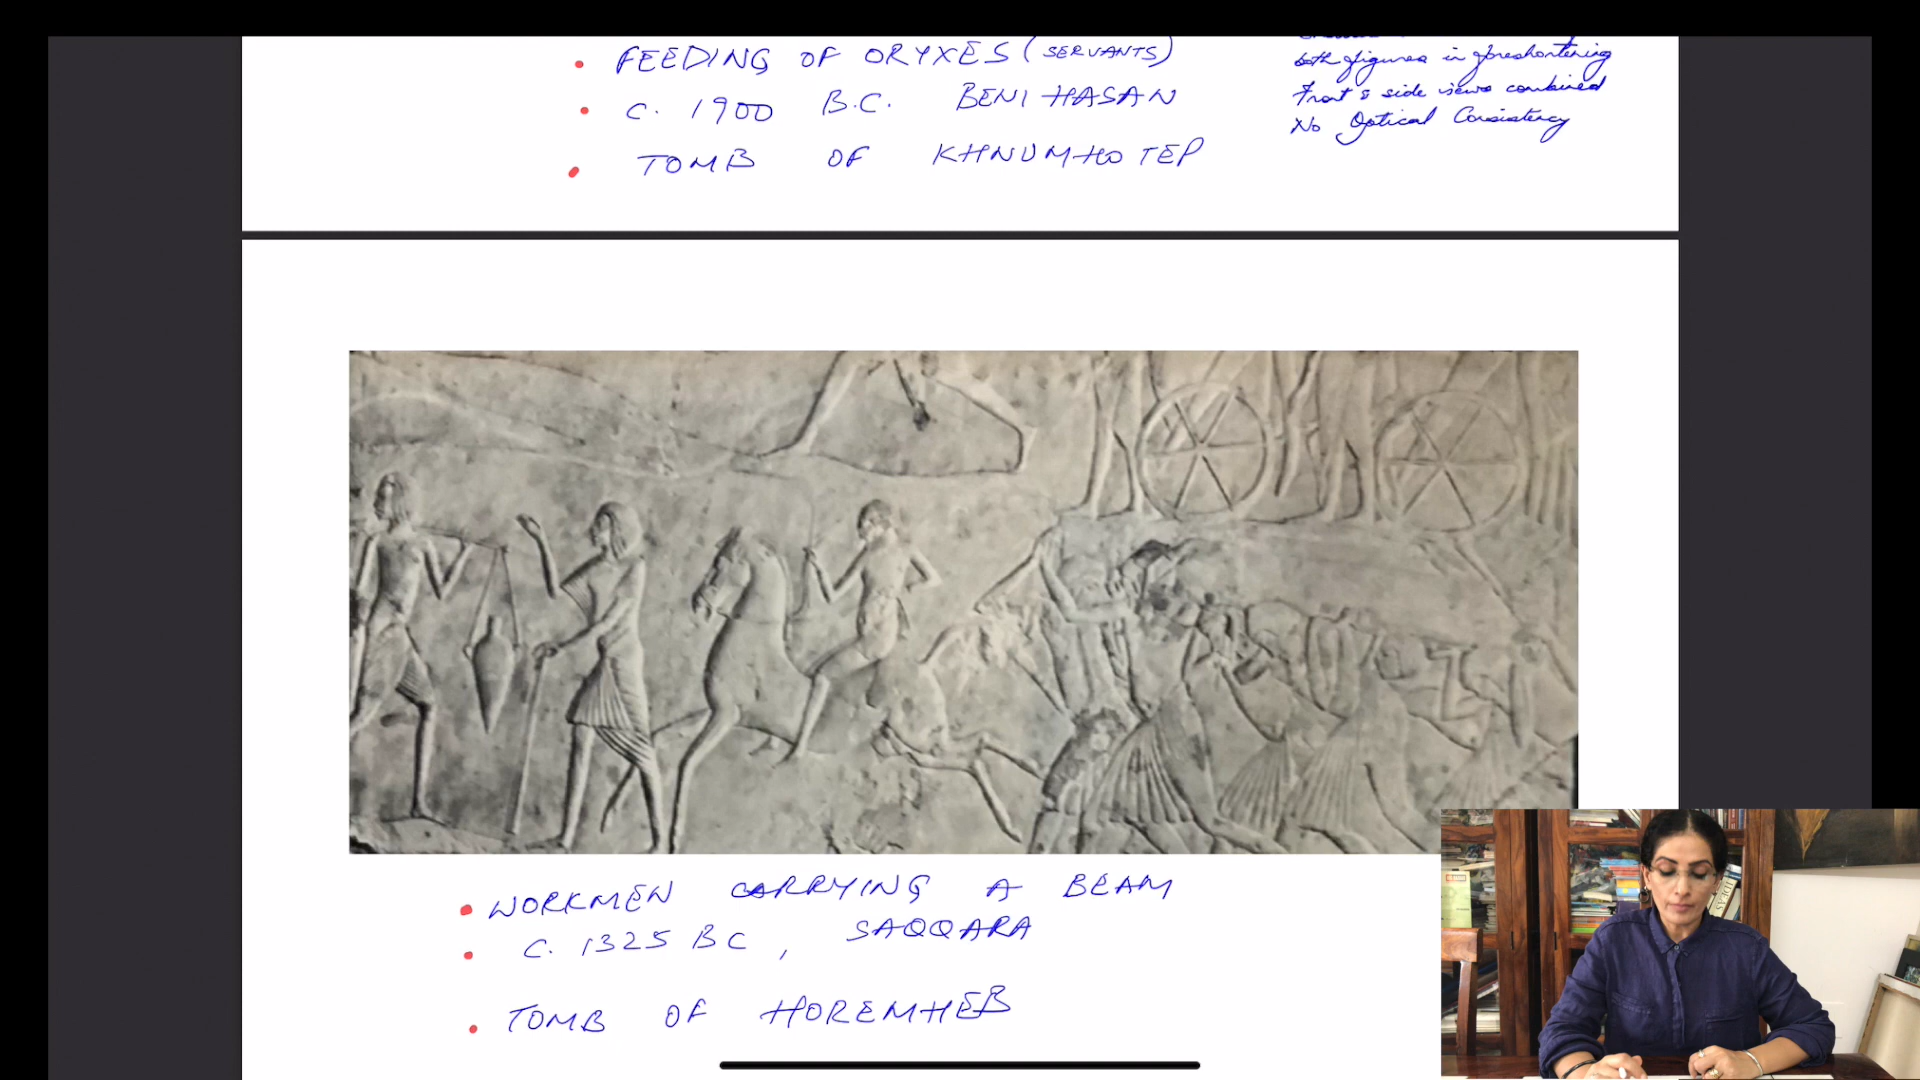 FEEDING OF ORYXES (SERVANTS)
C. 1900 B.C. BENI HASAN
TOMB OF KHNUMHOTEP
both figures in foreshortening
Front & side views combined
No Optical Consistency
WORKMEN CARRYING A BEAM
C. 1325 BC, SAQQARA
TOMB OF HOREMHEB